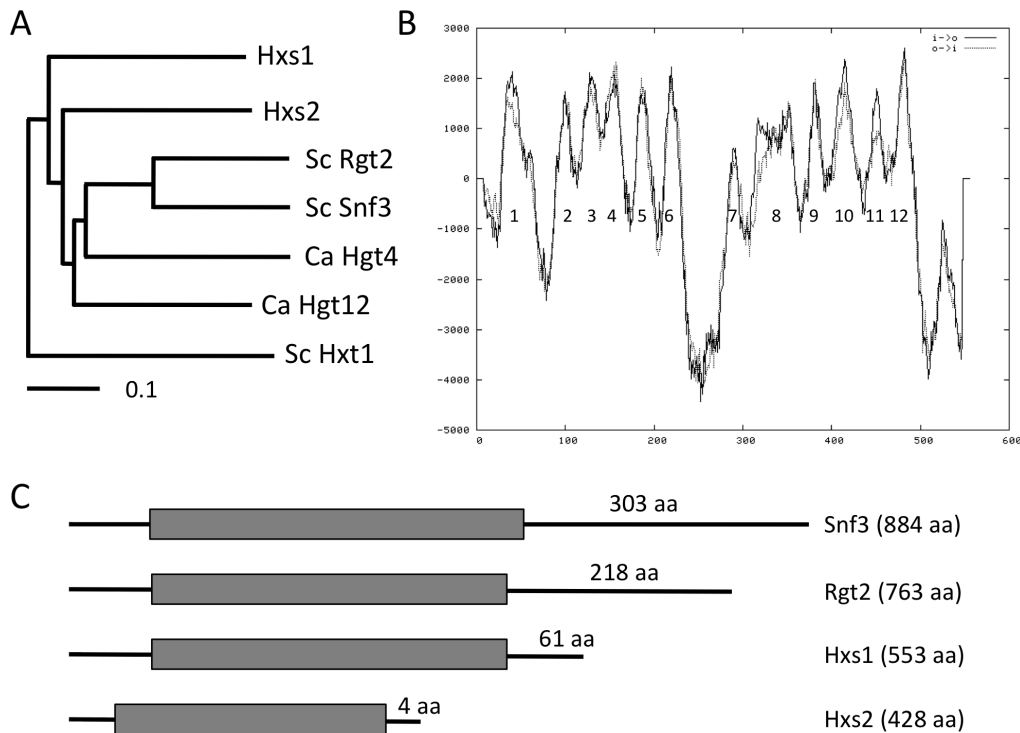 A
Hxs1
Hxs2
Sc Rgt2
Sc Snf3
Ca Hgt4
Ca Hgt12
Sc Hxt1
0.1
B
3000
2000
1000
0
-1000
-2000
-3000
-4000
-5000
i->o
o->i
1 2 3 4 5 6 7 8 9 10 11 12
0 100 200 300 400 500 600
C
303 aa
Snf3 (884 aa)
218 aa
Rgt2 (763 aa)
61 aa
Hxs1 (553 aa)
4 aa
Hxs2 (428 aa)